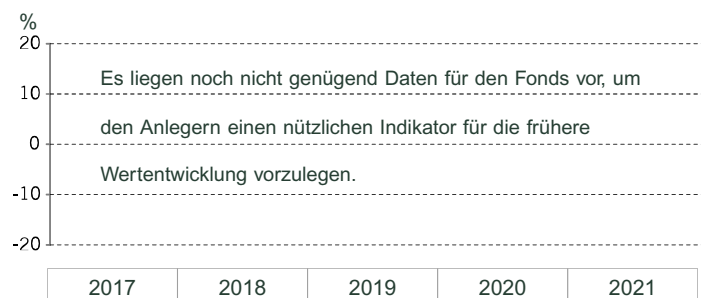 %
20
Es liegen noch nicht genügend Daten für den Fonds vor, um
10
den Anlegern einen nützlichen Indikator für die frühere
0
Wertentwicklung vorzulegen.
-10
-20
2017 2018 2019 2020 2021